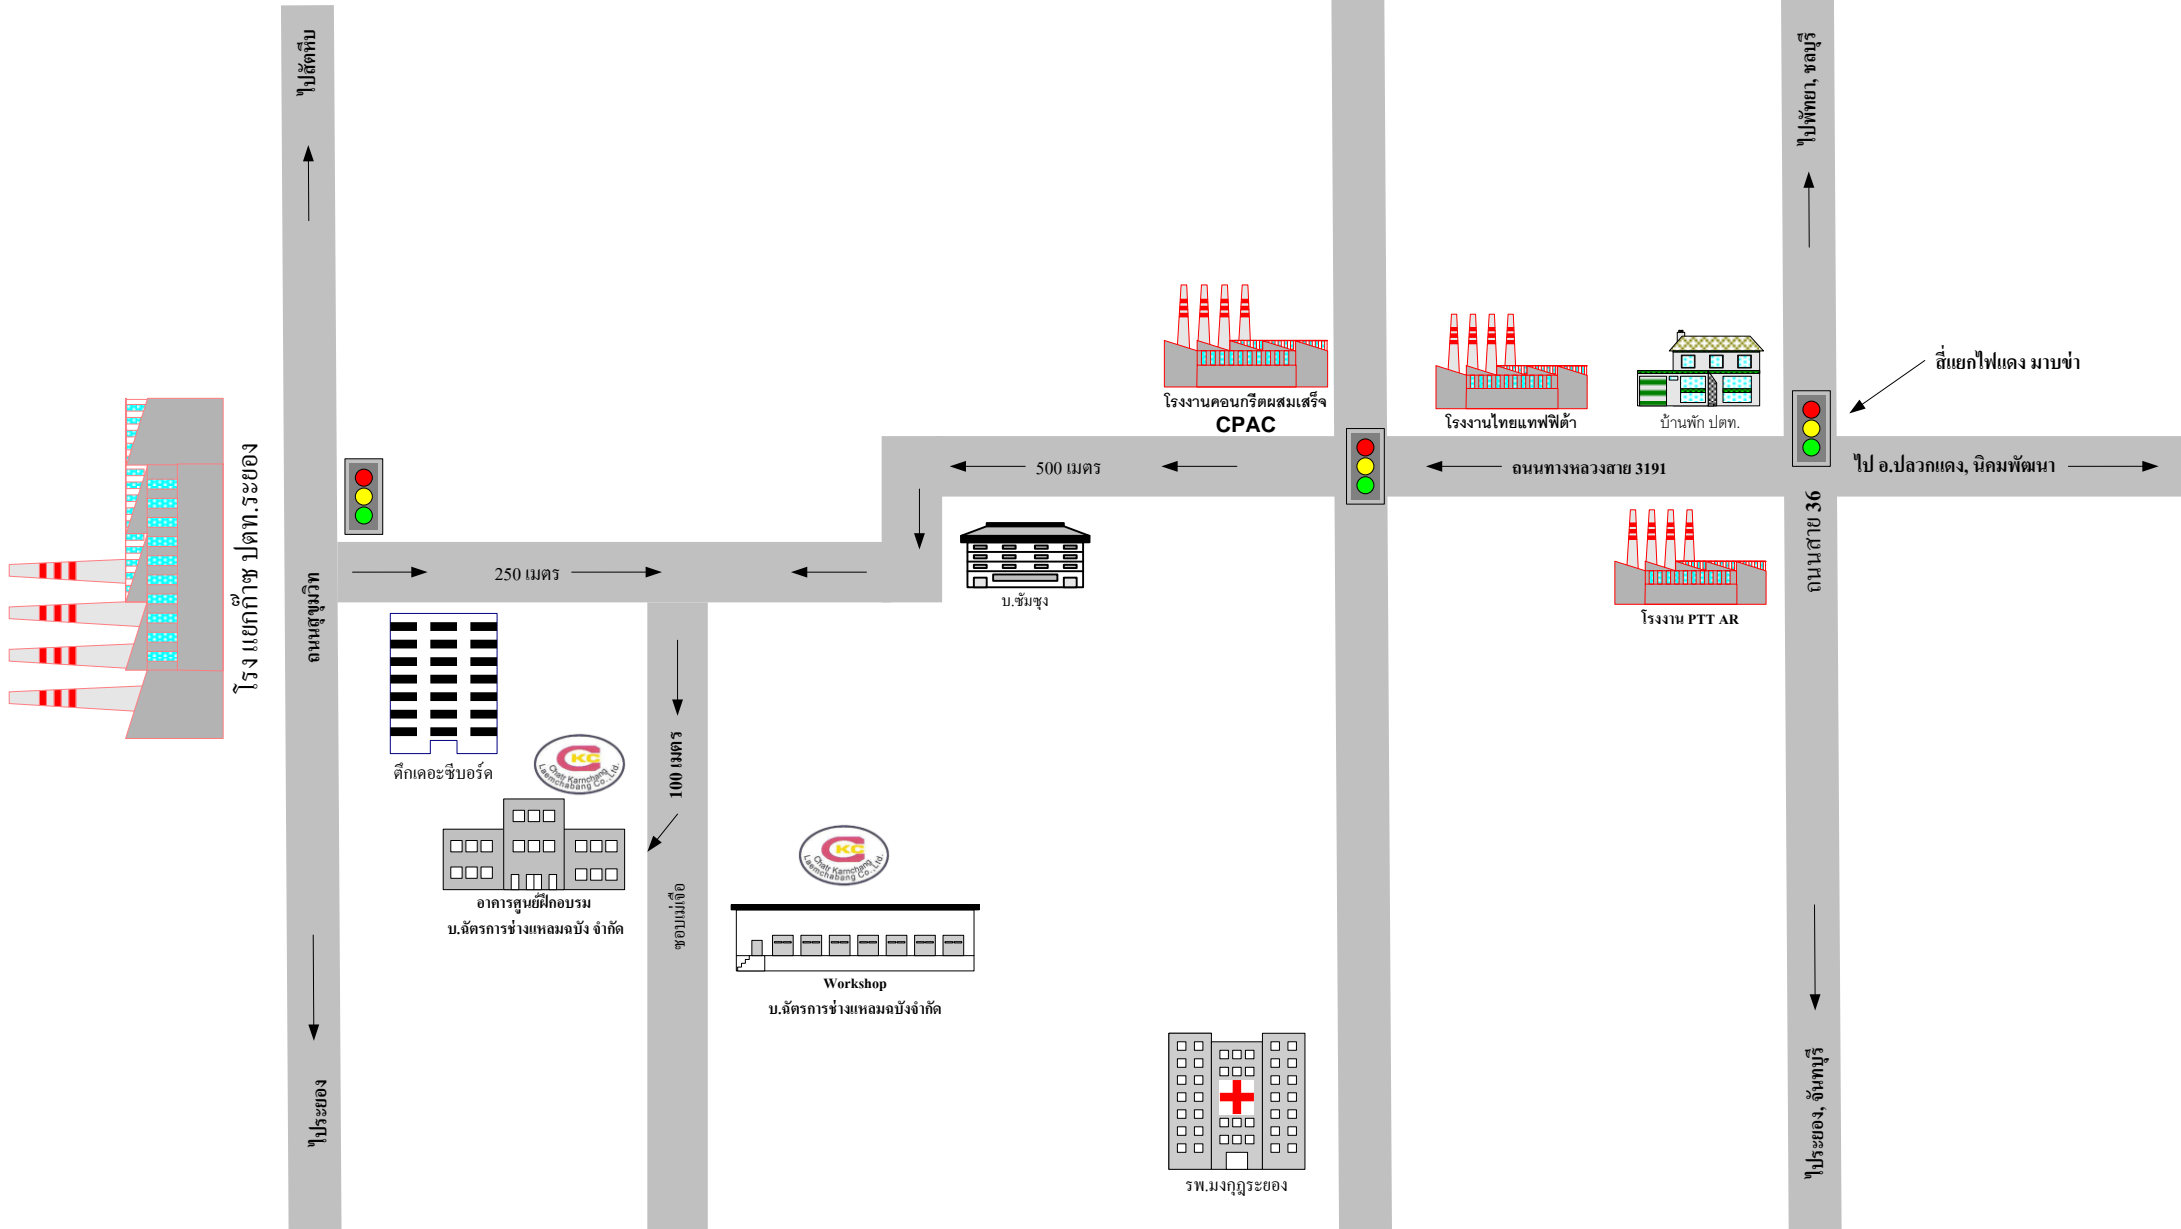 ไปสัตหีบ
ไปพัทยา, ชลบุรี
สี่แยกไฟแดง มาบข่า
โรงงานคอนกรีตผสมเสร็จ
CPAC
โรงงานไทยแทฟฟิต้า
บ้านพัก ปตท.
500 เมตร
ถนนทางหลวงสาย 3191
ไป อ.ปลวกแดง, นิคมพัฒนา
ถนนสาย 36
โรงแยกก๊าซ ปตท.ระยอง
ถนนสุขุมวิท
250 เมตร
บ.ซัมซุง
โรงงาน PTT AR
ตึกเดอะซีบอร์ด
CKC
Chatr Karnchang
Laemchabang Co.,Ltd.
100 เมตร
CKC
Chatr Karnchang
Laemchabang Co.,Ltd.
อาคารศูนย์ฝึกอบรม
บ.ฉัตรการช่างแหลมฉบัง จำกัด
Workshop
บ.ฉัตรการช่างแหลมฉบังจำกัด
ไประยอง
รพ.มงกุฎระยอง
ไประยอง, จันทบุรี